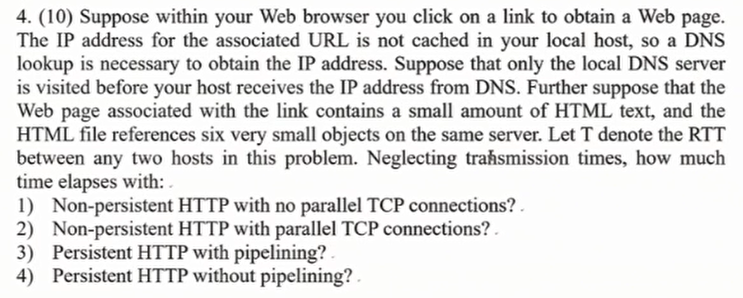 4. (10) Suppose within your Web browser you click on a link to obtain a Web page.
The IP address for the associated URL is not cached in your local host, so a DNS
lookup is necessary to obtain the IP address. Suppose that only the local DNS server
is visited before your host receives the IP address from DNS. Further suppose that the
Web page associated with the link contains a small amount of HTML text, and the
HTML file references six very small objects on the same server. Let T denote the RTT
between any two hosts in this problem. Neglecting transmission times, how much
time elapses with:
1) Non-persistent HTTP with no parallel TCP connections?
2) Non-persistent HTTP with parallel TCP connections?
3) Persistent HTTP with pipelining?
4) Persistent HTTP without pipelining?